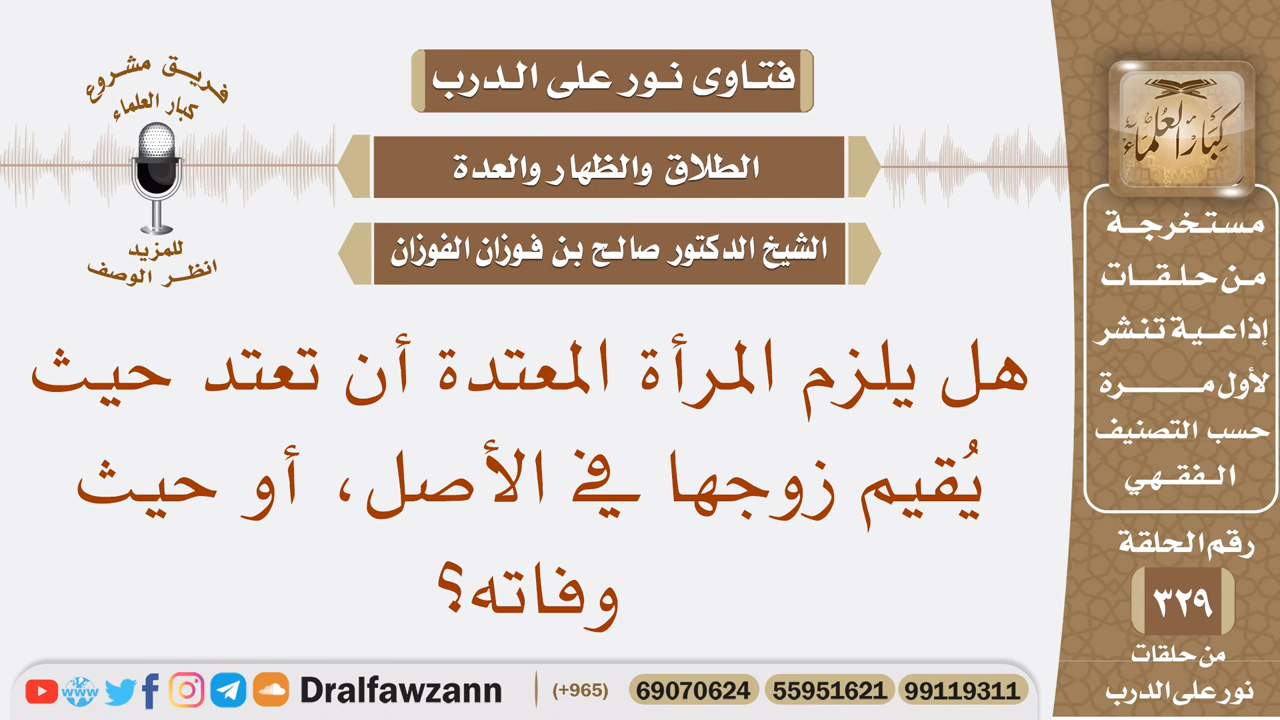 فتاوى نور على الدرب
الطلاق والظهار والعدة
الشيخ الدكتور صالح بن فوزان الفوزان
هل يلزم المرأة المعتدة أن تعتد حيث
يُقيم زوجها في الأصل، أو حيث
وفاته؟
كبار العلماء
مستخرجة
من حلقات
إذاعية تنشر
لأول مرة
حسب التصنيف
الفقهي
رقم الحلقة
٣٢٩
من حلقات
نور على الدرب
فريق مشروع
كبار العلماء
للمزيد
انظر الوصف
www
Dralfawzann
(+965)
69070624
55951621
99119311